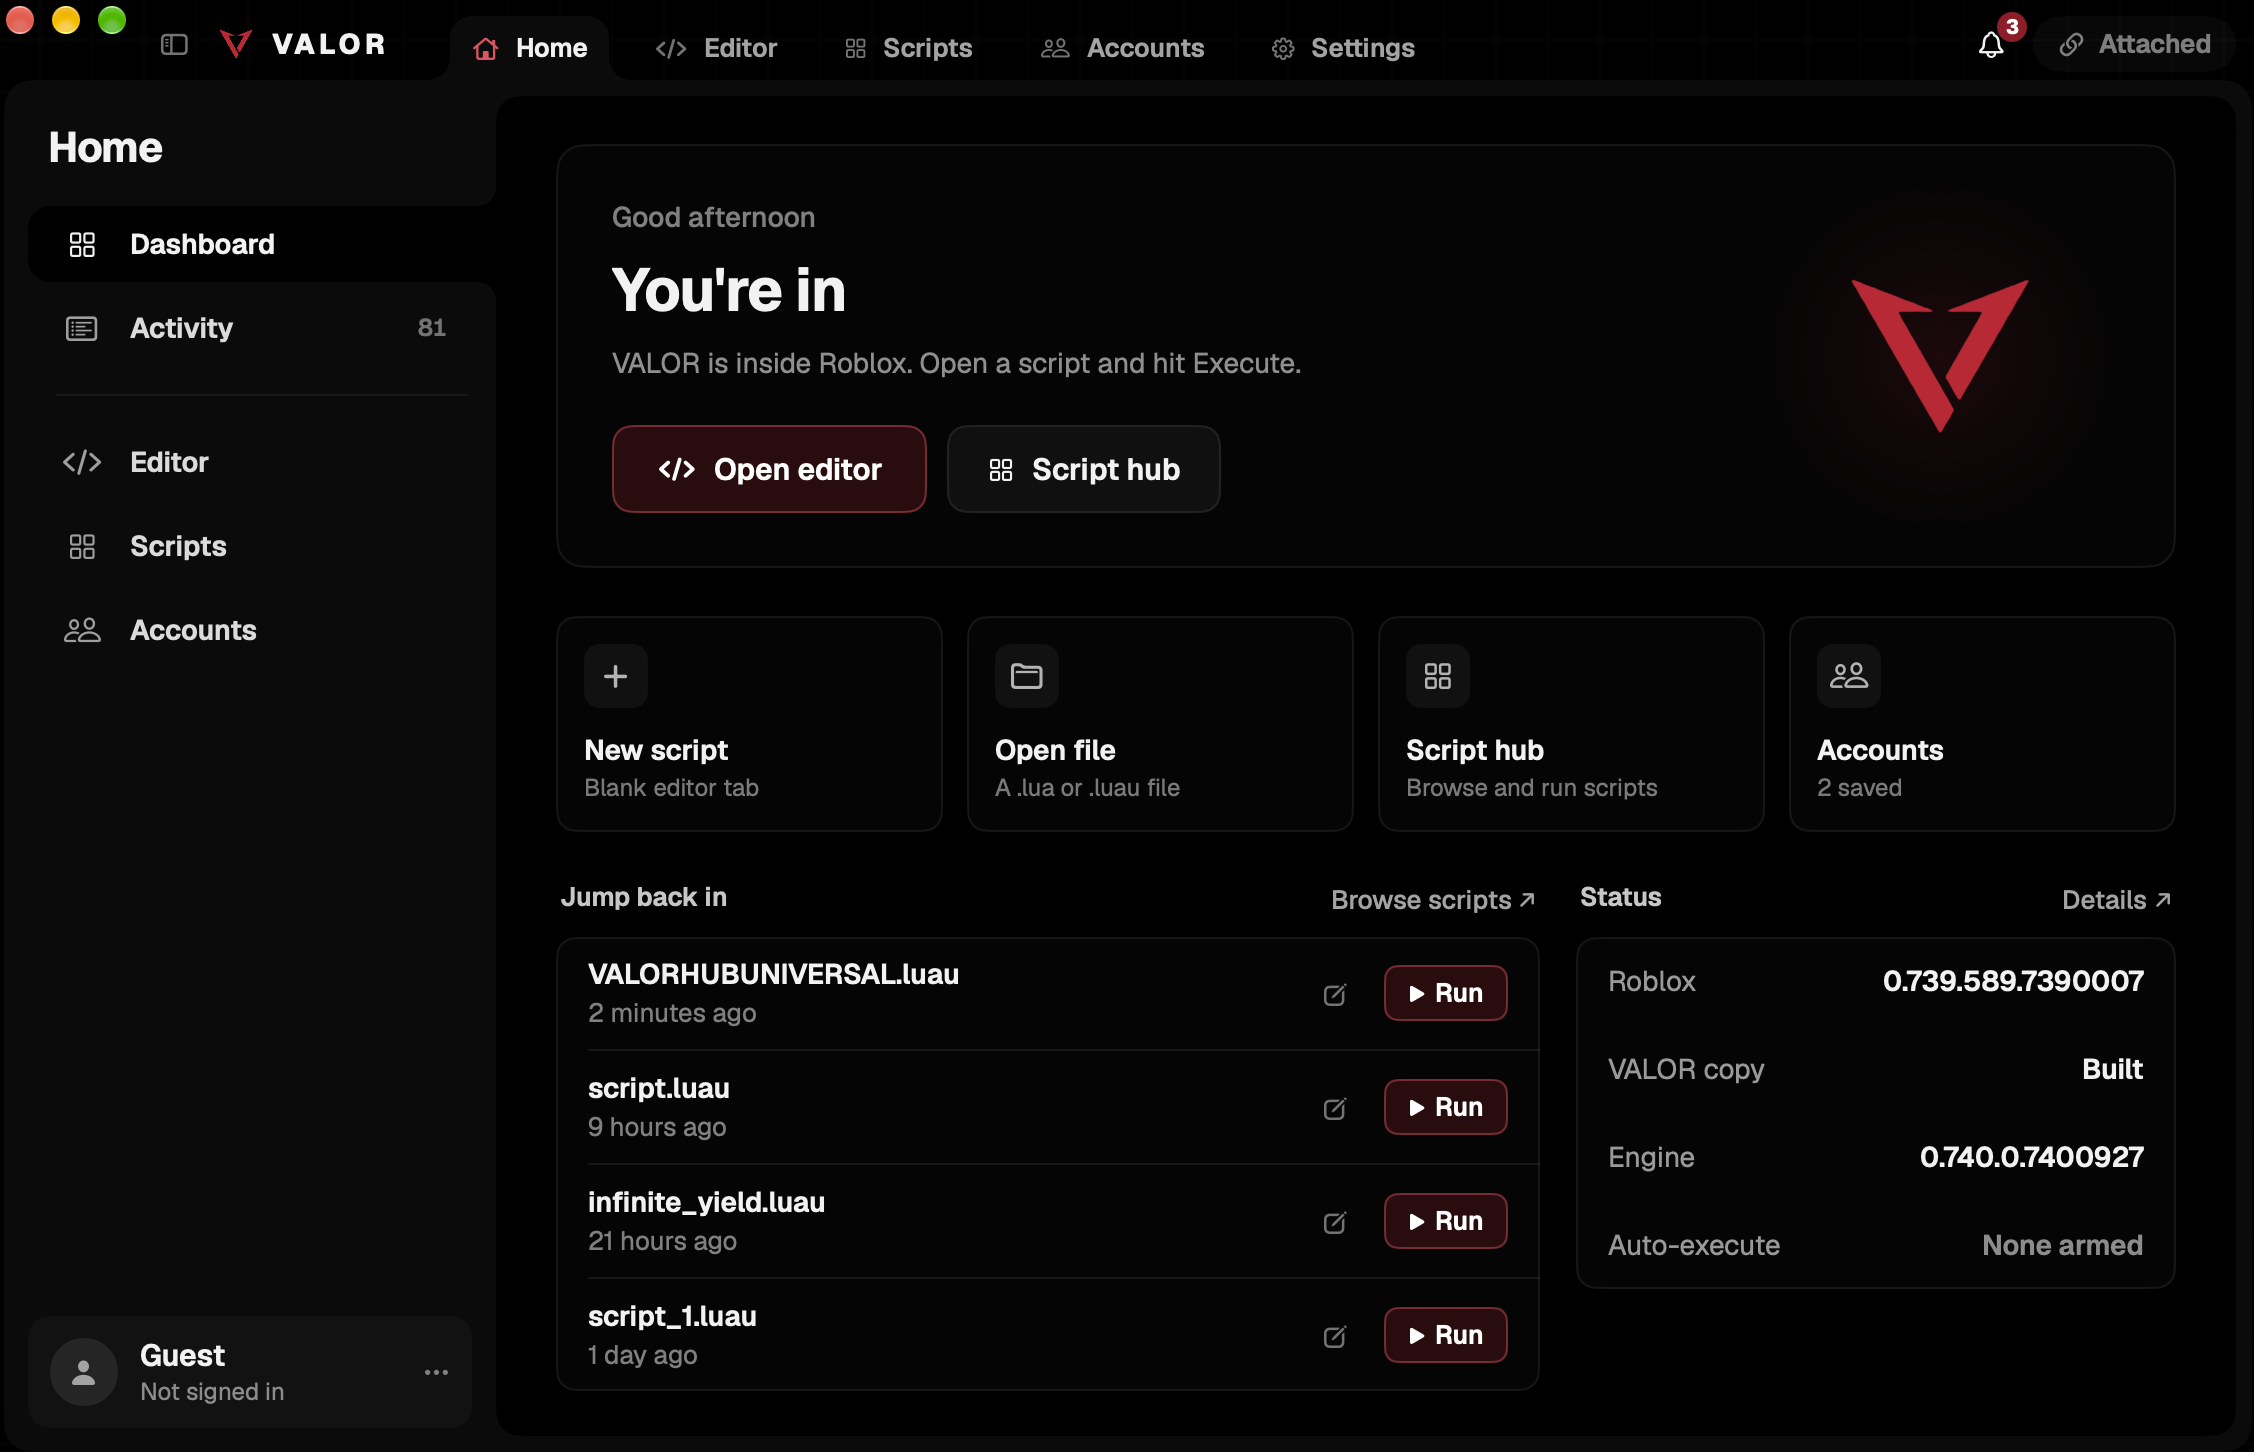 VALOR
Home
Editor
Scripts
Accounts
Settings
3
Attached
Home
Dashboard
Activity
81
Editor
Scripts
Accounts
Guest
Not signed in
Good afternoon
You're in
VALOR is inside Roblox. Open a script and hit Execute.
Open editor
Script hub
New script
Blank editor tab
Open file
A .lua or .luau file
Script hub
Browse and run scripts
Accounts
2 saved
Jump back in
Browse scripts
VALORHUBUNIVERSAL.luau
2 minutes ago
Run
script.luau
9 hours ago
Run
infinite_yield.luau
21 hours ago
Run
script_1.luau
1 day ago
Run
Status
Details
Roblox
0.739.589.7390007
VALOR copy
Built
Engine
0.740.0.7400927
Auto-execute
None armed